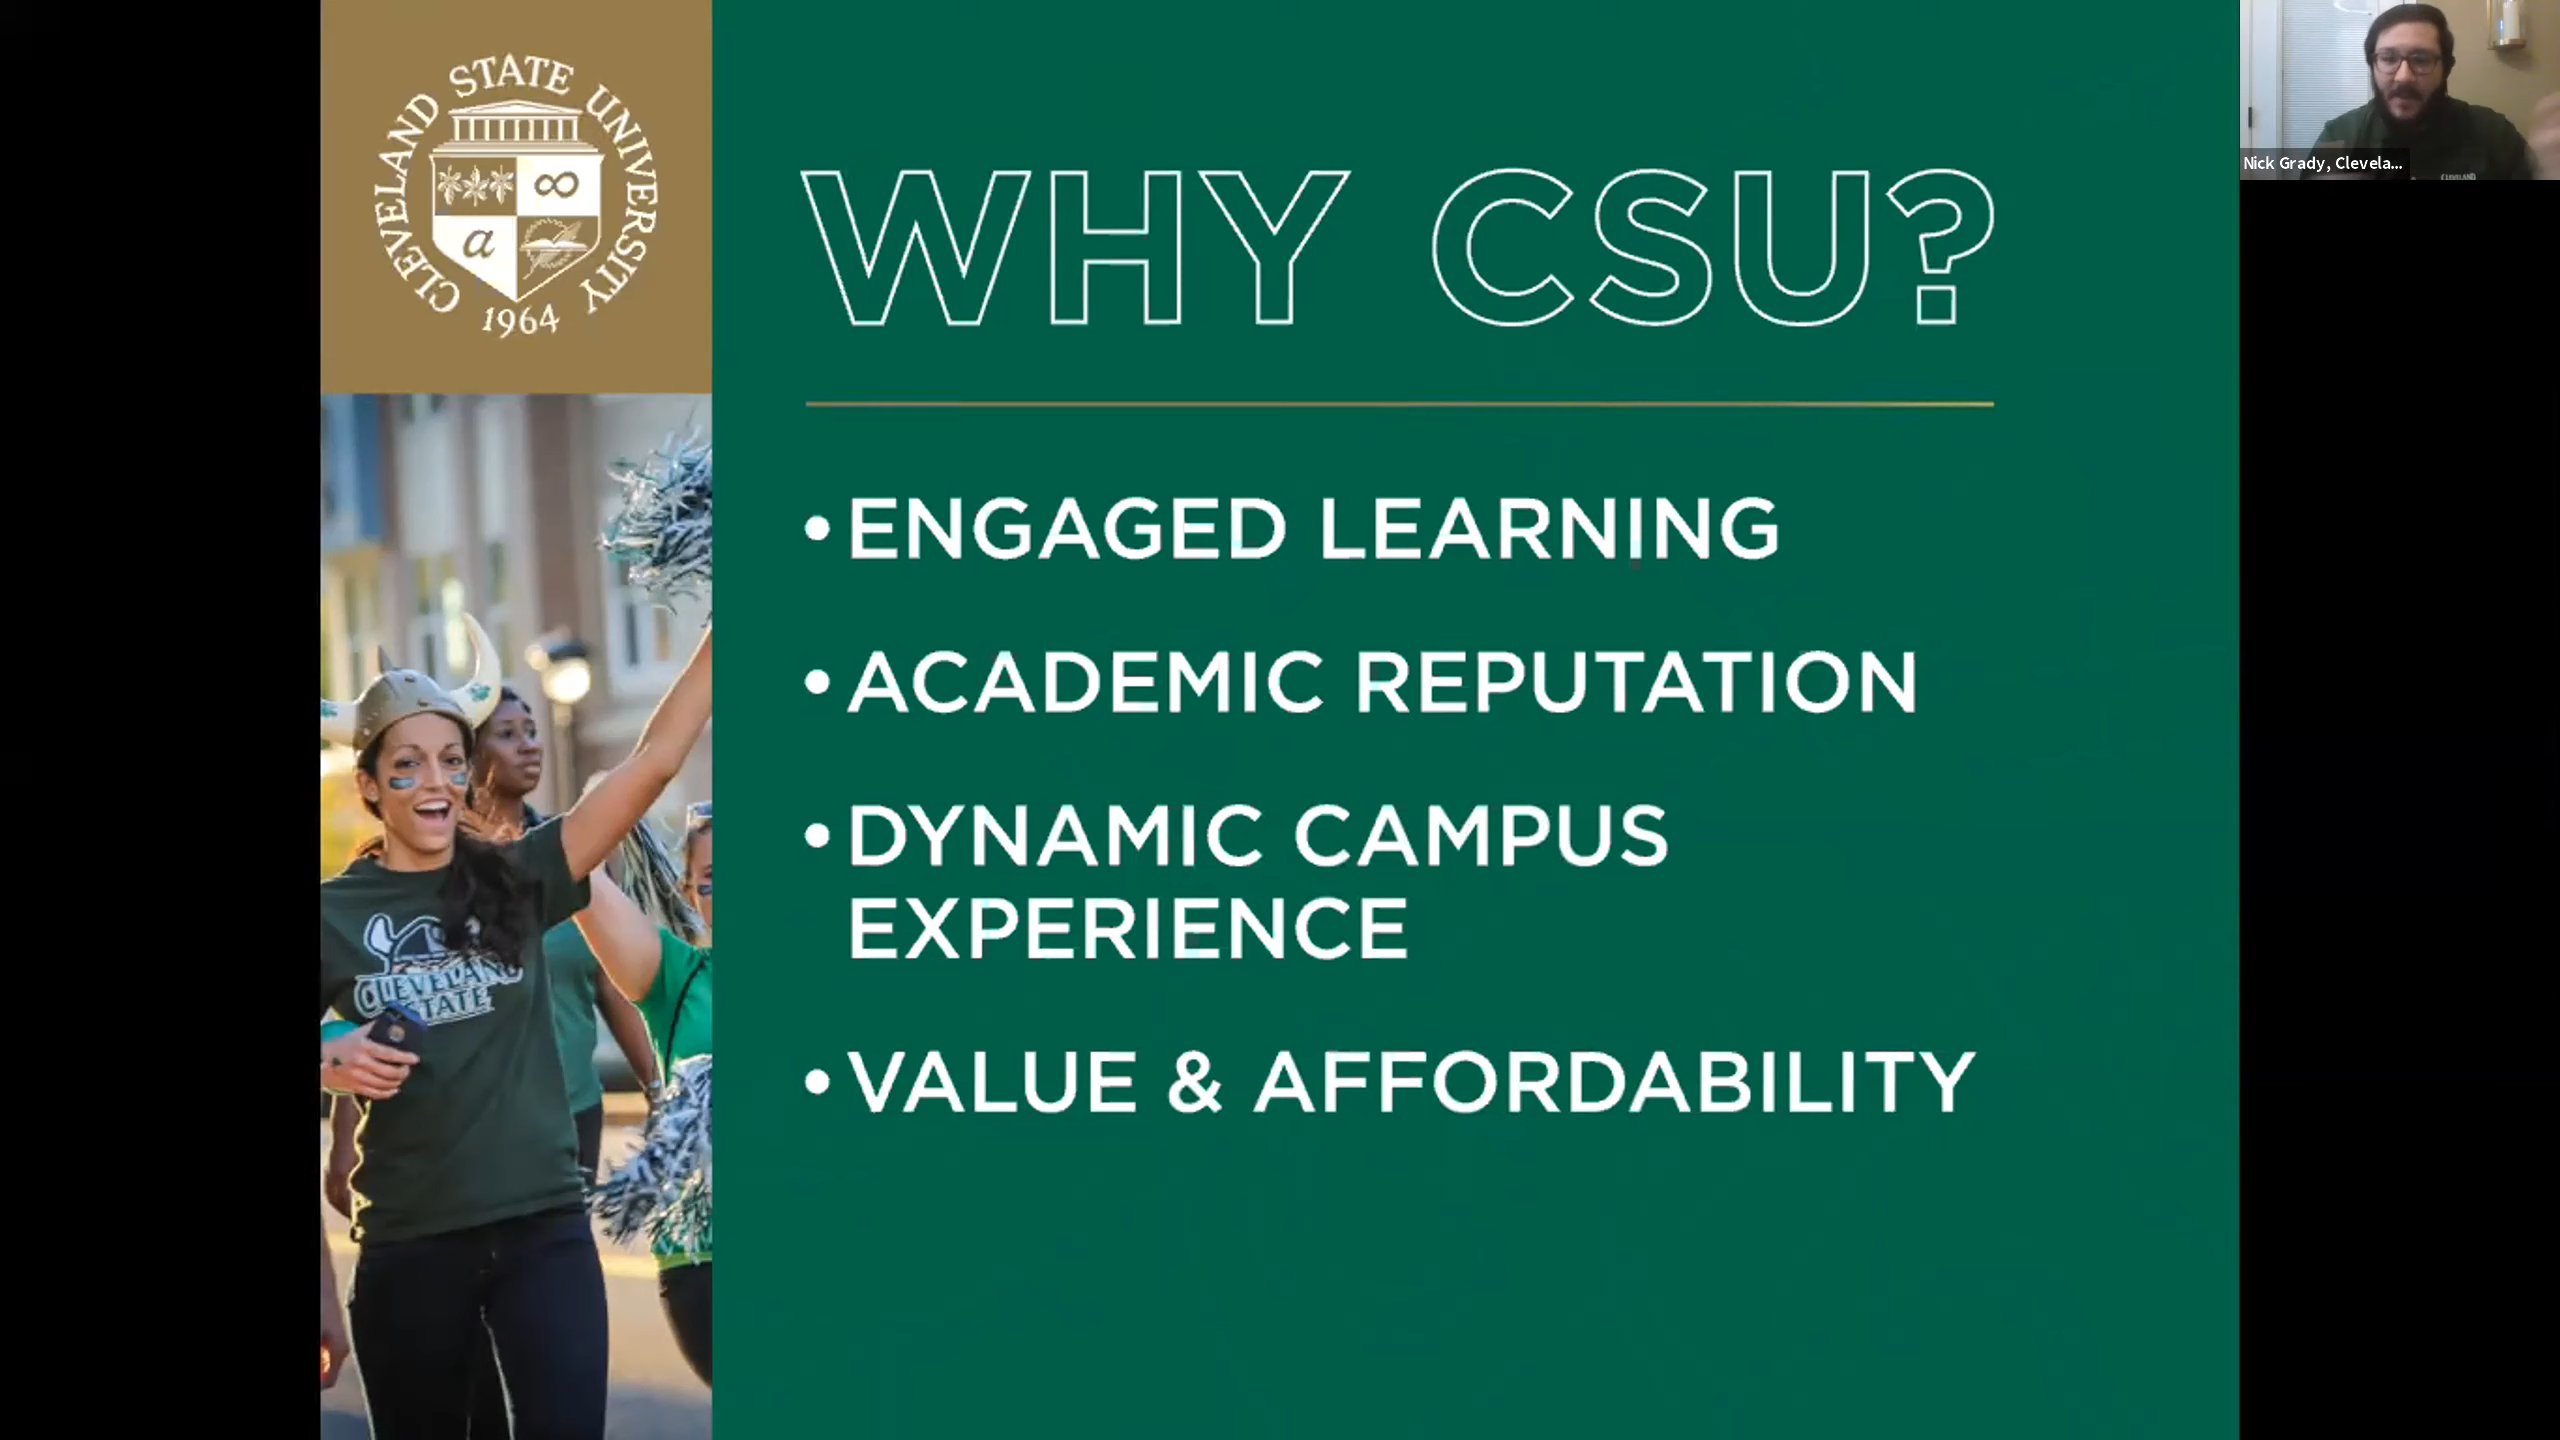 CLEVELAND STATE UNIVERSITY
a
1964
WHY CSU?
• ENGAGED LEARNING
• ACADEMIC REPUTATION
• DYNAMIC CAMPUS
EXPERIENCE
• VALUE & AFFORDABILITY
CLEVELAND
STATE
Nick Grady, Clevela...
CLEVELAND